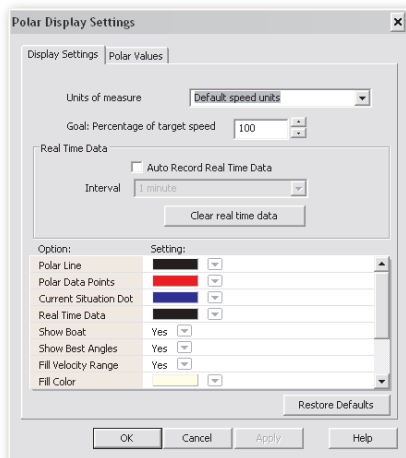 Polar Display Settings
Display Settings Polar Values
Units of measure Default speed units
Goal: Percentage of target speed 100
Real Time Data
Auto Record Real Time Data
Interval 1 minute
Clear real time data
Option: Setting:
Polar Line
Polar Data Points
Current Situation Dot
Real Time Data
Show Boat Yes
Show Best Angles Yes
Fill Velocity Range Yes
Fill Color
Restore Defaults
OK Cancel Apply Help